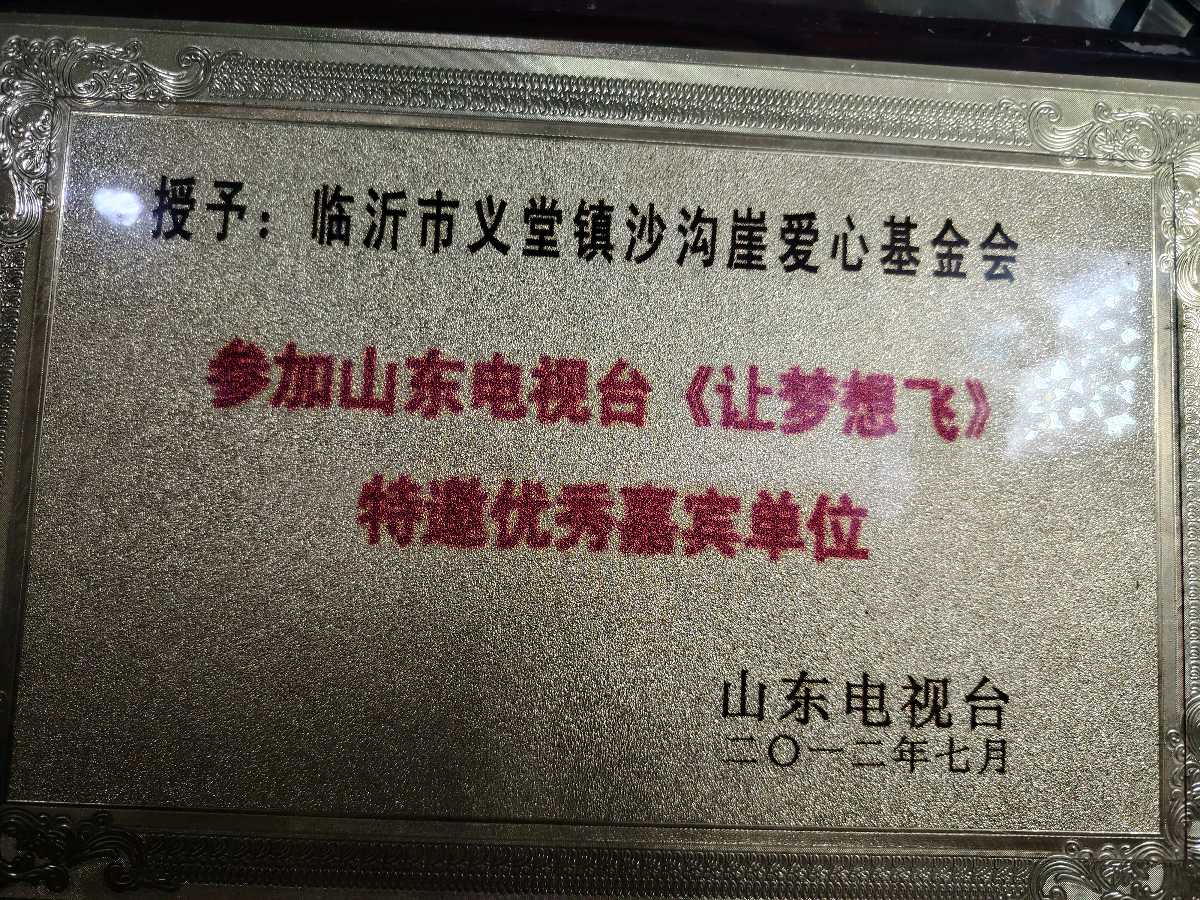 授予：临沂市义堂镇沙沟崖爱心基金会
参加山东电视台《让梦想飞》
特邀优秀嘉宾单位
山东电视台
二〇一二年七月